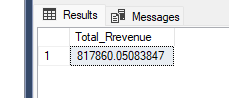 Results Messages
Total_Rrevenue
1 817860.05083847